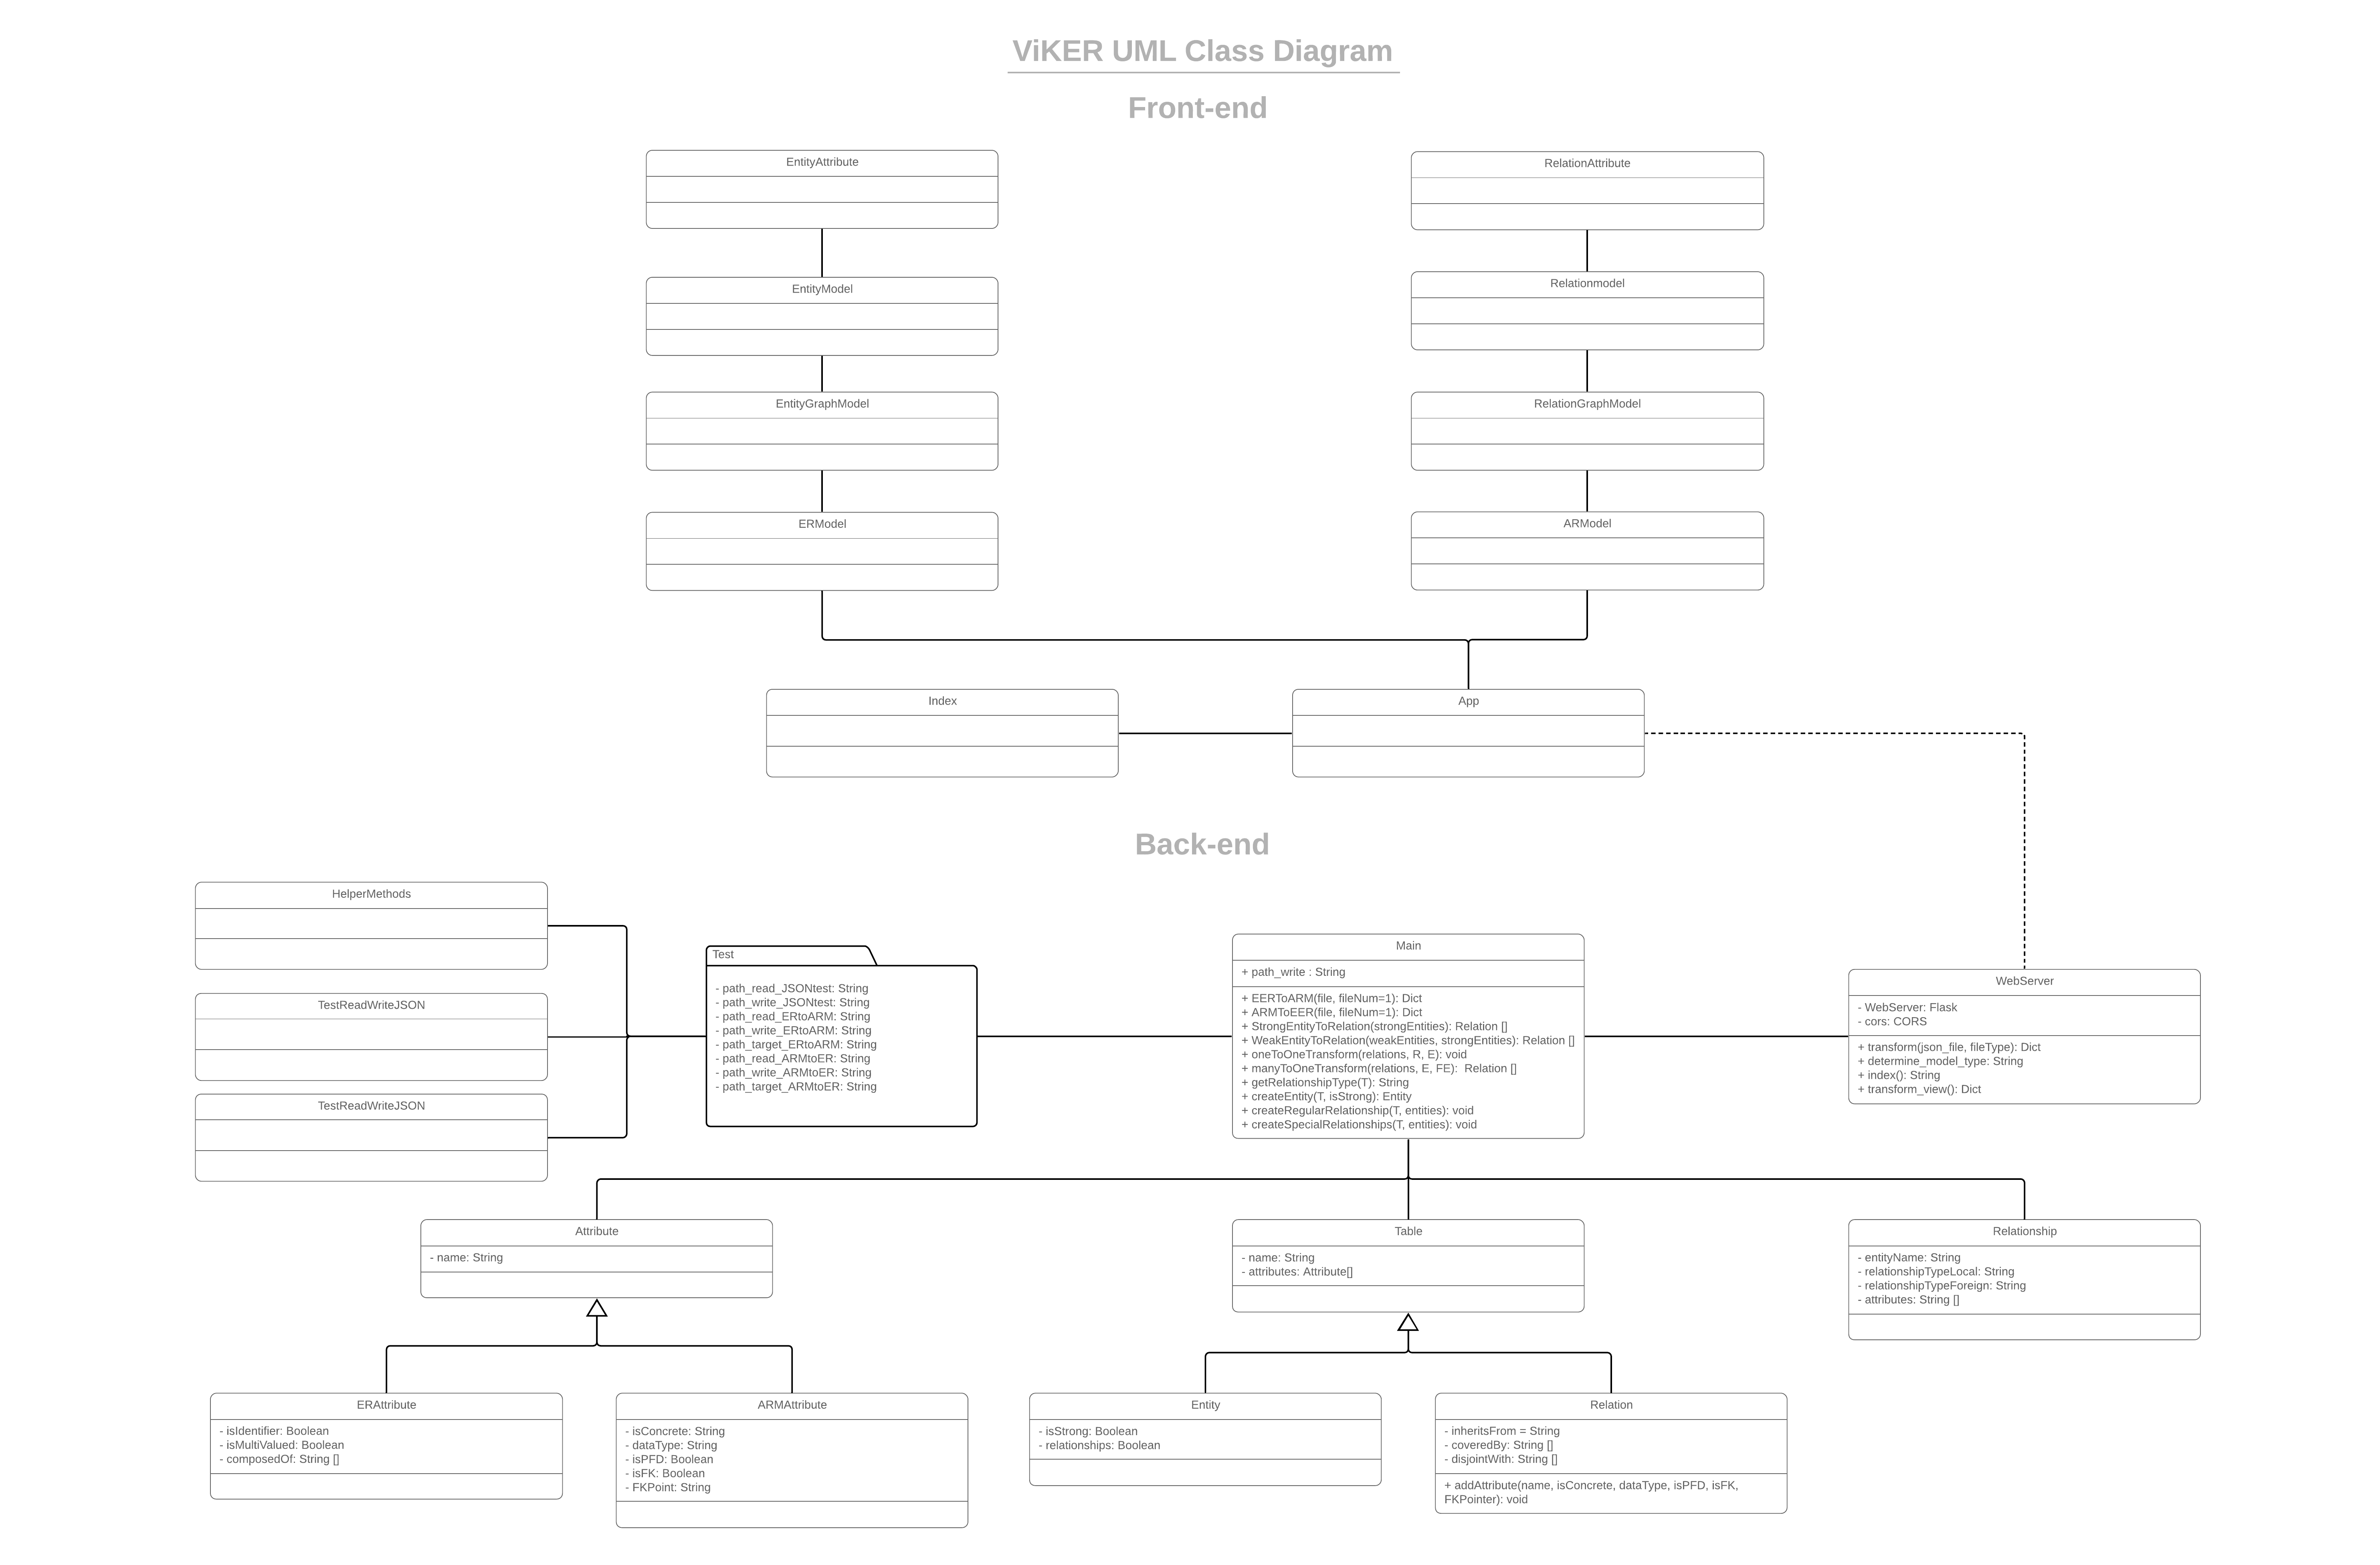 ViKER UML Class Diagram
Front-end
EntityAttribute
RelationAttribute
EntityModel
Relationmodel
EntityGraphModel
RelationGraphModel
ERModel
ARModel
Index
App
Back-end
HelperMethods
TestReadWriteJSON
TestReadWriteJSON
Test
- path_read_JSONtest: String
- path_write_JSONtest: String
- path_read_ERtoARM: String
- path_write_ERtoARM: String
- path_target_ERtoARM: String
- path_read_ARMtoER: String
- path_write_ARMtoER: String
- path_target_ARMtoER: String
Main
+ path_write : String
+ EERToARM(file, fileNum=1): Dict
+ ARMToEER(file, fileNum=1): Dict
+ StrongEntityToRelation(strongEntities): Relation []
+ WeakEntityToRelation(weakEntities, strongEntities): Relation []
+ oneToOneTransform(relations, R, E): void
+ manyToOneTransform(relations, E, FE):  Relation []
+ getRelationshipType(T): String
+ createEntity(T, isStrong): Entity
+ createRegularRelationship(T, entities): void
+ createSpecialRelationships(T, entities): void
WebServer
- WebServer: Flask
- cors: CORS
+ transform(json_file, fileType): Dict
+ determine_model_type: String
+ index(): String
+ transform_view(): Dict
Attribute
- name: String
Table
- name: String
- attributes: Attribute[]
Relationship
- entityName: String
- relationshipTypeLocal: String
- relationshipTypeForeign: String
- attributes: String []
ERAttribute
- isIdentifier: Boolean
- isMultiValued: Boolean
- composedOf: String []
ARMAttribute
- isConcrete: String
- dataType: String
- isPFD: Boolean
- isFK: Boolean
- FKPoint: String
Entity
- isStrong: Boolean
- relationships: Boolean
Relation
- inheritsFrom = String
- coveredBy: String []
- disjointWith: String []
+ addAttribute(name, isConcrete, dataType, isPFD, isFK,
FKPointer): void